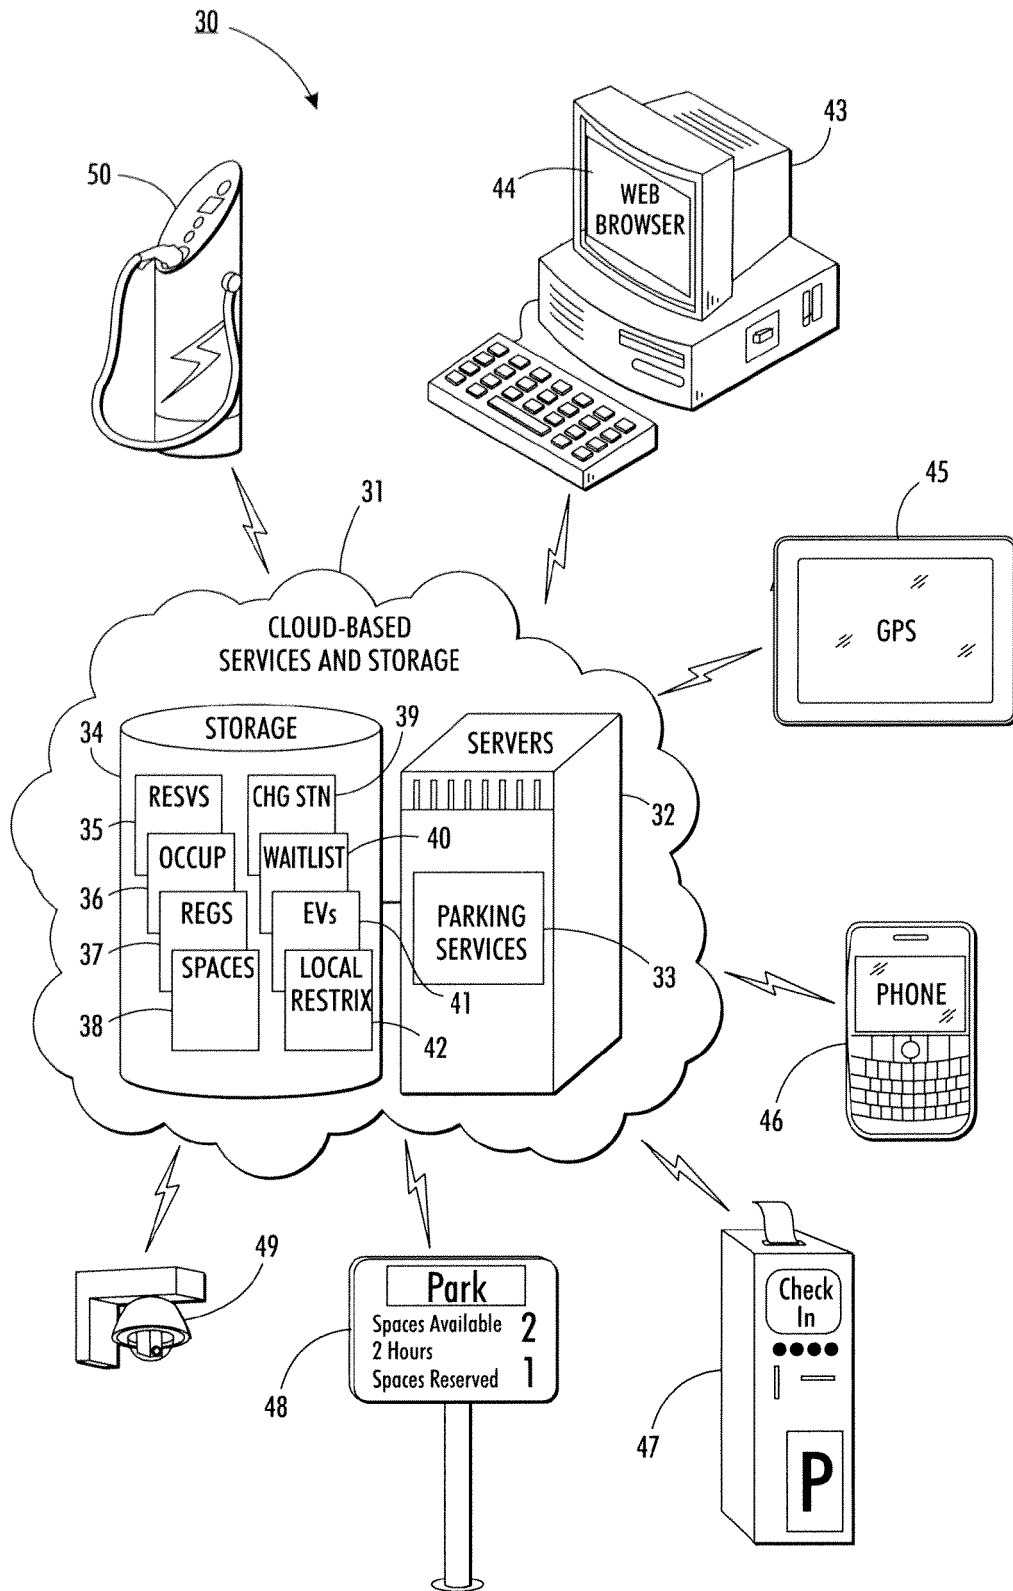 30
50
43
44
WEB
BROWSER
31
45
GPS
CLOUD-BASED
SERVICES AND STORAGE
34
STORAGE
39
SERVERS
RESVS
CHG STN
35
32
OCCUP
WAITLIST
40
36
REGS
EVs
PARKING
SERVICES
37
SPACES
LOCAL
RESTRIX
41
33
38
42
PHONE
46
49
Park
Spaces Available 2
2 Hours
Spaces Reserved 1
48
Check
In
47
P